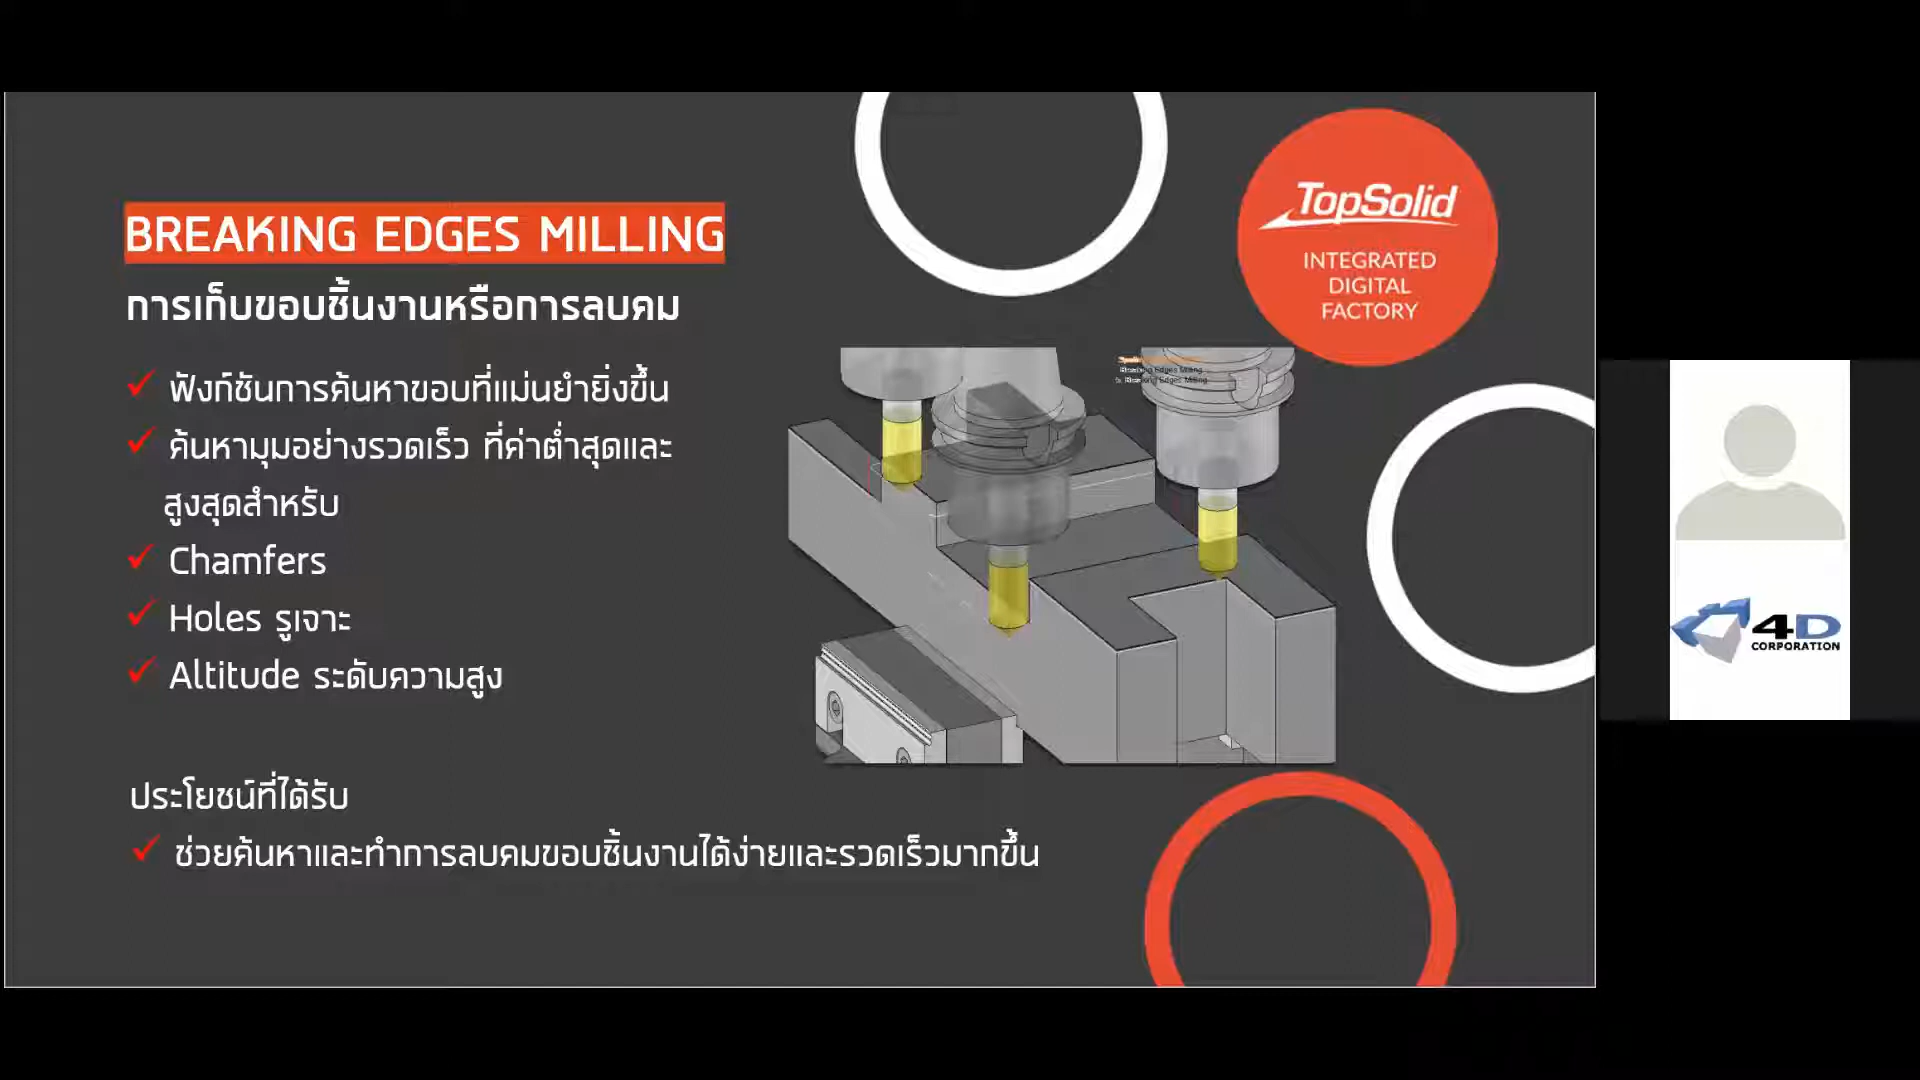 BREAKING EDGES MILLING
การเก็บขอบชิ้นงานหรือการลบคม
✓ ฟังก์ชันการค้นหาขอบที่แม่นยำยิ่งขึ้น
✓ ค้นหามุมอย่างรวดเร็ว ที่ค่าต่ำสุดและ
สูงสุดสำหรับ
✓ Chamfers
✓ Holes รูเจาะ
✓ Altitude ระดับความสูง
ประโยชน์ที่ได้รับ
✓ ช่วยค้นหาและทำการลบคมขอบชิ้นงานได้ง่ายและรวดเร็วมากขึ้น
TopSolid
INTEGRATED
DIGITAL
FACTORY
Breaking Edges Milling
Breaking Edges Milling
4D
CORPORATION